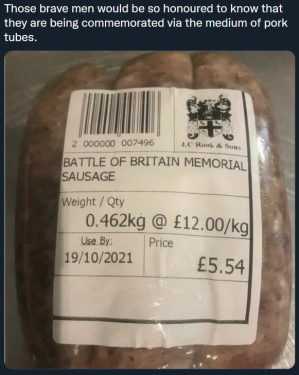 Those brave men would be so honoured to know that
they are being commemorated via the medium of pork
tubes.
2 000000 007496
J.C Rook & Sons
BATTLE OF BRITAIN MEMORIAL
SAUSAGE
Weight / Qty
0.462kg @ £12.00/kg
Use By:
Price
19/10/2021
£5.54